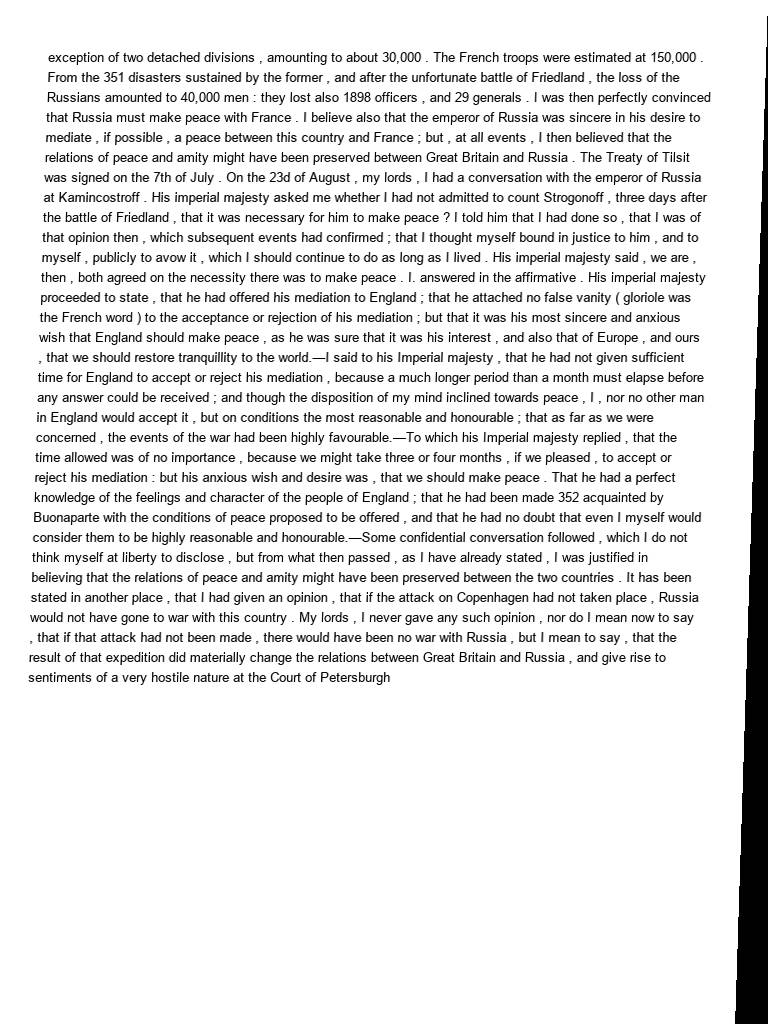 exception of two detached divisions , amounting to about 30,000 . The French troops were estimated at 150,000 .
From the 351 disasters sustained by the former , and after the unfortunate battle of Friedland , the loss of the
Russians amounted to 40,000 men : they lost also 1898 officers , and 29 generals . I was then perfectly convinced
that Russia must make peace with France . I believe also that the emperor of Russia was sincere in his desire to
mediate , if possible , a peace between this country and France ; but , at all events , I then believed that the
relations of peace and amity might have been preserved between Great Britain and Russia . The Treaty of Tilsit
was signed on the 7th of July . On the 23d of August , my lords , I had a conversation with the emperor of Russia
at Kamincostroff . His imperial majesty asked me whether I had not admitted to count Strogonoff , three days after
the battle of Friedland , that it was necessary for him to make peace ? I told him that I had done so , that I was of
that opinion then , which subsequent events had confirmed ; that I thought myself bound in justice to him , and to
myself , publicly to avow it , which I should continue to do as long as I lived . His imperial majesty said , we are ,
then , both agreed on the necessity there was to make peace . I. answered in the affirmative . His imperial majesty
proceeded to state , that he had offered his mediation to England ; that he attached no false vanity ( gloriole was
the French word ) to the acceptance or rejection of his mediation ; but that it was his most sincere and anxious
wish that England should make peace , as he was sure that it was his interest , and also that of Europe , and ours
, that we should restore tranquillity to the world.—I said to his Imperial majesty , that he had not given sufficient
time for England to accept or reject his mediation , because a much longer period than a month must elapse before
any answer could be received ; and though the disposition of my mind inclined towards peace , I , nor no other man
in England would accept it , but on conditions the most reasonable and honourable ; that as far as we were
concerned , the events of the war had been highly favourable.—To which his Imperial majesty replied , that the
time allowed was of no importance , because we might take three or four months , if we pleased , to accept or
reject his mediation : but his anxious wish and desire was , that we should make peace . That he had a perfect
knowledge of the feelings and character of the people of England ; that he had been made 352 acquainted by
Buonaparte with the conditions of peace proposed to be offered , and that he had no doubt that even I myself would
consider them to be highly reasonable and honourable.—Some confidential conversation followed , which I do not
think myself at liberty to disclose , but from what then passed , as I have already stated , I was justified in
believing that the relations of peace and amity might have been preserved between the two countries . It has been
stated in another place , that I had given an opinion , that if the attack on Copenhagen had not taken place , Russia
would not have gone to war with this country . My lords , I never gave any such opinion , nor do I mean now to say
, that if that attack had not been made , there would have been no war with Russia , but I mean to say , that the
result of that expedition did materially change the relations between Great Britain and Russia , and give rise to
sentiments of a very hostile nature at the Court of Petersburgh